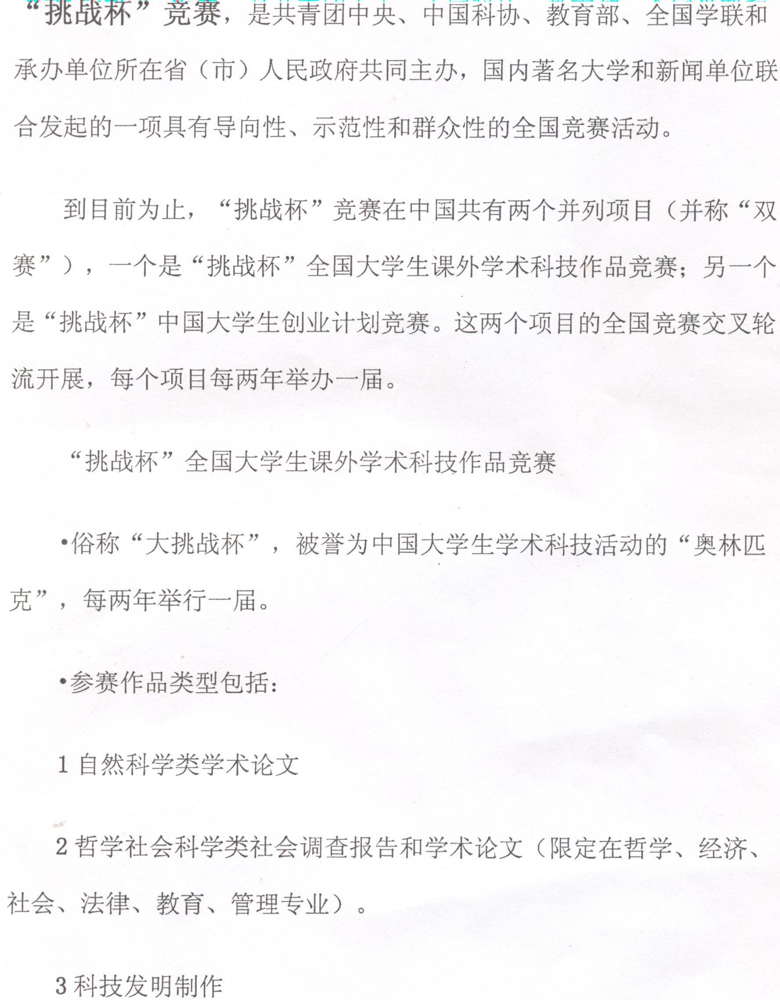 “挑战杯”竞赛，是共青团中央、中国科协、教育部、全国学联和
承办单位所在省（市）人民政府共同主办，国内著名大学和新闻单位联
合发起的一项具有导向性、示范性和群众性的全国竞赛活动。
到目前为止，“挑战杯”竞赛在中国共有两个并列项目（并称“双
赛”），一个是“挑战杯”全国大学生课外学术科技作品竞赛；另一个
是“挑战杯”中国大学生创业计划竞赛。这两个项目的全国竞赛交叉轮
流开展，每个项目每两年举办一届。
“挑战杯”全国大学生课外学术科技作品竞赛
•俗称“大挑战杯”，被誉为中国大学生学术科技活动的“奥林匹
克”，每两年举行一届。
•参赛作品类型包括：
1 自然科学类学术论文
2 哲学社会科学类社会调查报告和学术论文（限定在哲学、经济、
社会、法律、教育、管理专业）。
3 科技发明制作